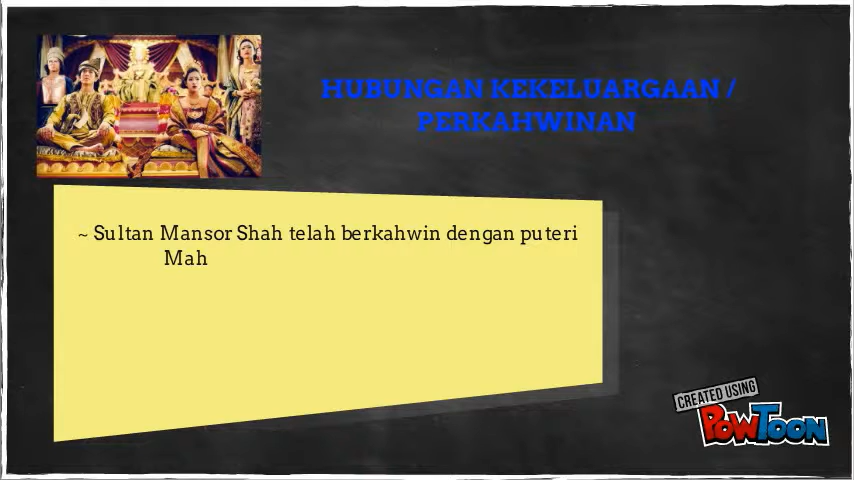 HUBUNGAN KEKELUARGAAN /
PERKAHWINAN
~ Sultan Mansor Shah telah berkahwin dengan puteri
Mah
CREATED USING
POWTOON